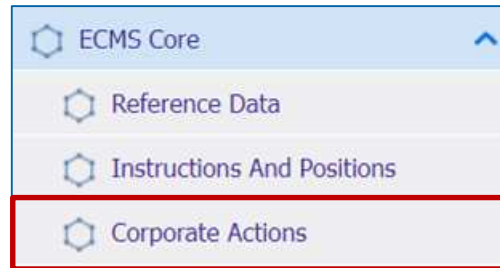 ECMS Core
Reference Data
Instructions And Positions
Corporate Actions